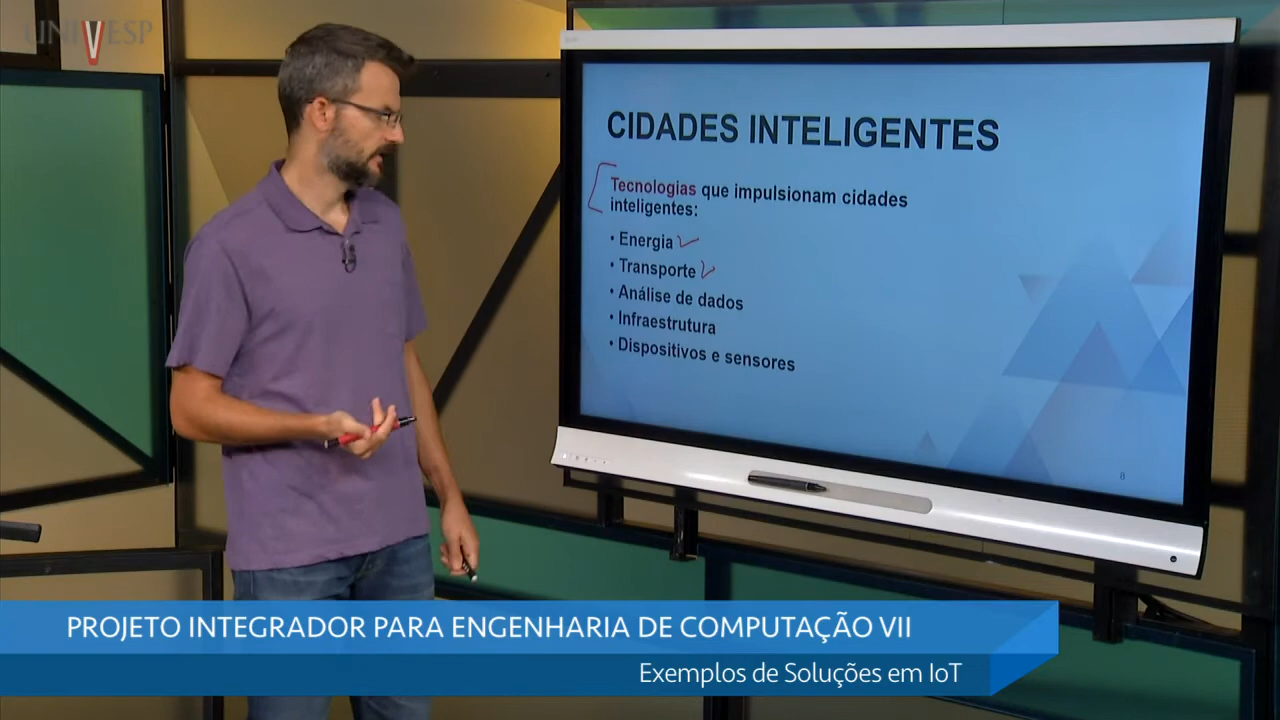 UNIVESP
CIDADES INTELIGENTES
Tecnologias que impulsionam cidades
inteligentes:
• Energia
• Transporte
• Análise de dados
• Infraestrutura
• Dispositivos e sensores
8
PROJETO INTEGRADOR PARA ENGENHARIA DE COMPUTAÇÃO VII
Exemplos de Soluções em IoT